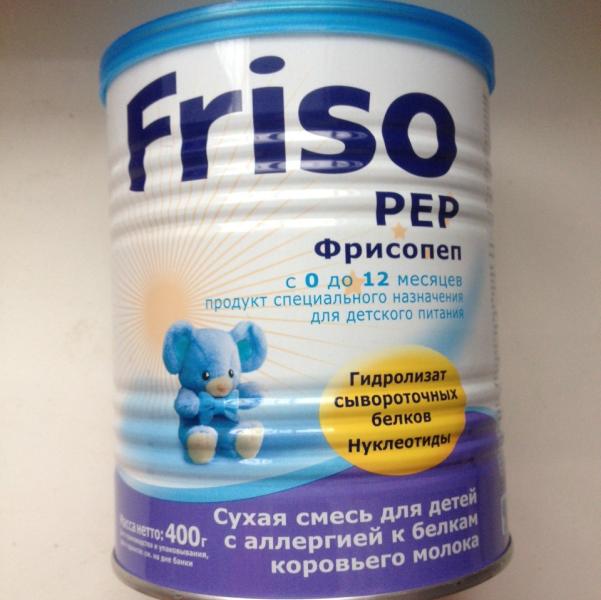 Friso
PEP
Фрисопеп
с 0 до 12 месяцев
продукт специального назначения
для детского питания
Гидролизат
сывороточных
белков
Нуклеотиды
Сухая смесь для детей
с аллергией к белкам
коровьего молока
Масса нетто: 400г